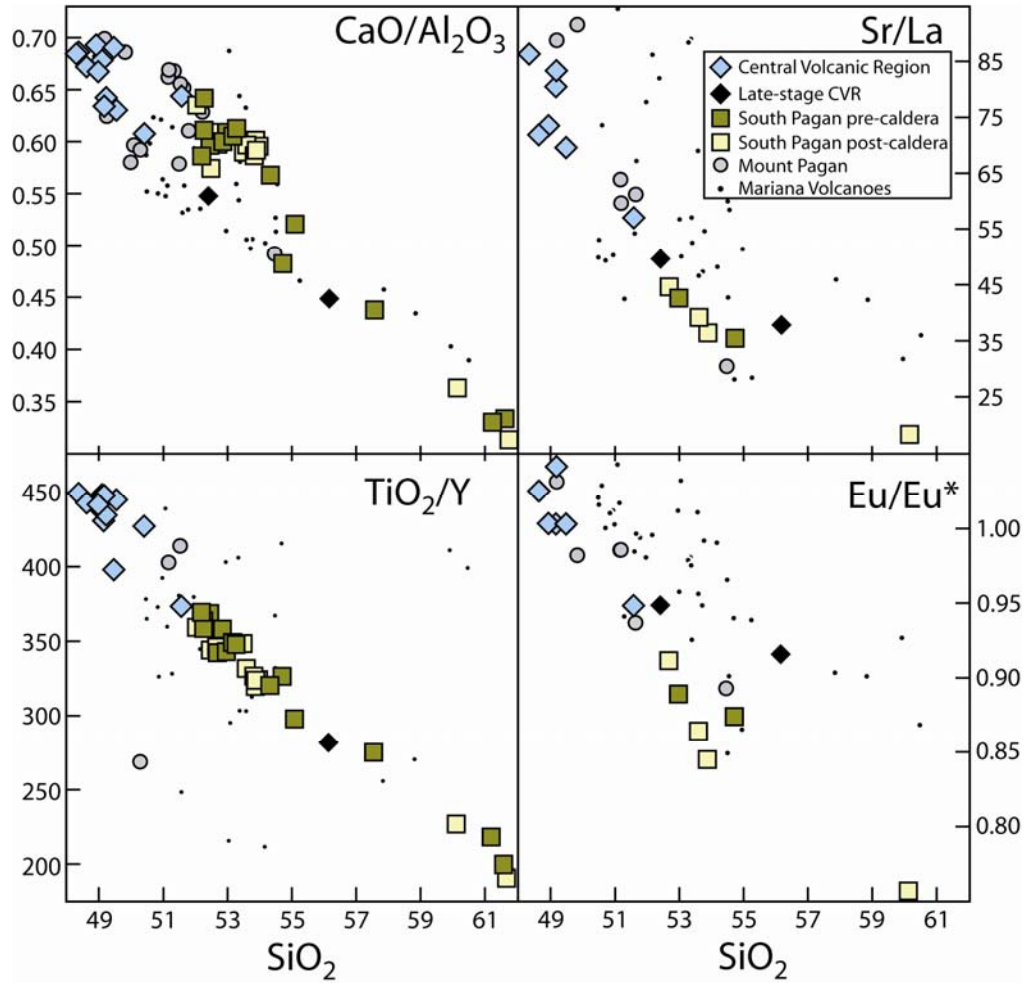 CaO/Al₂O₃
0.70
0.65
0.60
0.55
0.50
0.45
0.40
0.35
Sr/La
Central Volcanic Region
Late-stage CVR
South Pagan pre-caldera
South Pagan post-caldera
Mount Pagan
Mariana Volcanoes
85
75
65
55
45
35
25
TiO₂/Y
450
400
350
300
250
200
Eu/Eu*
1.00
0.95
0.90
0.85
0.80
49 51 53 55 57 59 61
49 51 53 55 57 59 61
SiO₂
SiO₂